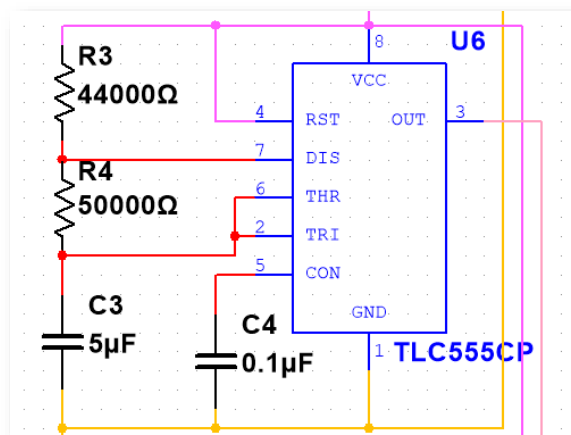 R3
44000Ω
R4
50000Ω
C3
5µF
C4
0.1µF
U6
8
VCC
4 RST OUT 3
7 DIS
6 THR
2 TRI
5 CON
GND
1 TLC555CP